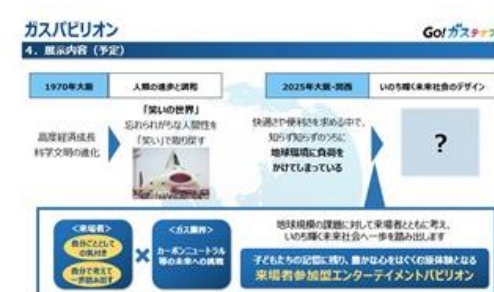 ガスパビリオン
Go!ガステップ
4．展示内容（予定）
1970年大阪
人類の進歩と調和
2025年大阪・関西
いのち輝く未来社会のデザイン
高度経済成長
科学文明の進化
「笑いの世界」
忘れられがちな人間性を
「笑い」で取り戻す
快適さや便利さを求める中で、
知らず知らずのうちに
地球環境に負荷を
かけてしまっている
?
＜来場者＞
自分ごととして
の気付き
自分で考えて
一歩踏み出す
×
＜ガス業界＞
カーボンニュートラル
等の未来への挑戦
地球規模の課題に対して来場者とともに考え、
いのち輝く未来社会へ一歩を踏み出します
子どもたちの記憶に残り、豊かな心をはぐくむ原体験となる
来場者参加型エンターテイメントパビリオン